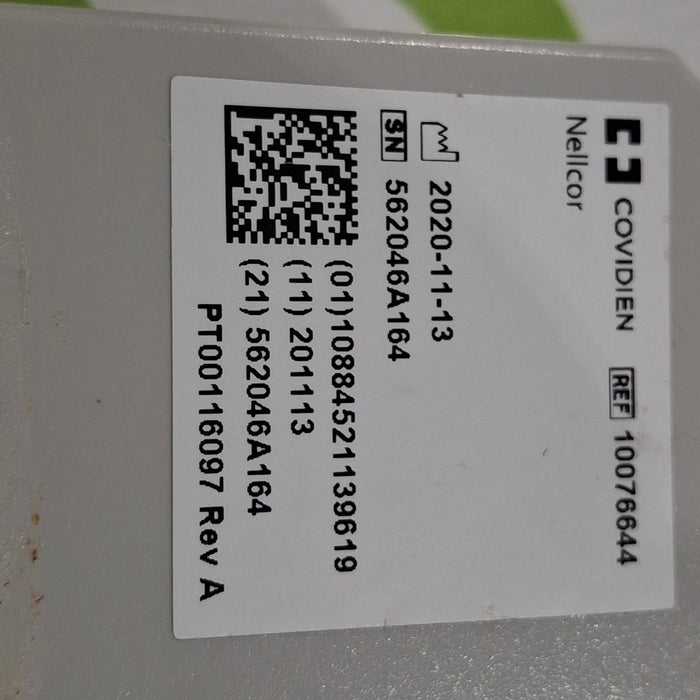 COVIDIEN REF 10076644
Nellcor
2020-11-13
SN 562046A164
(01)10884521139619
(11) 201113
(21) 562046A164
PT00116097 Rev A